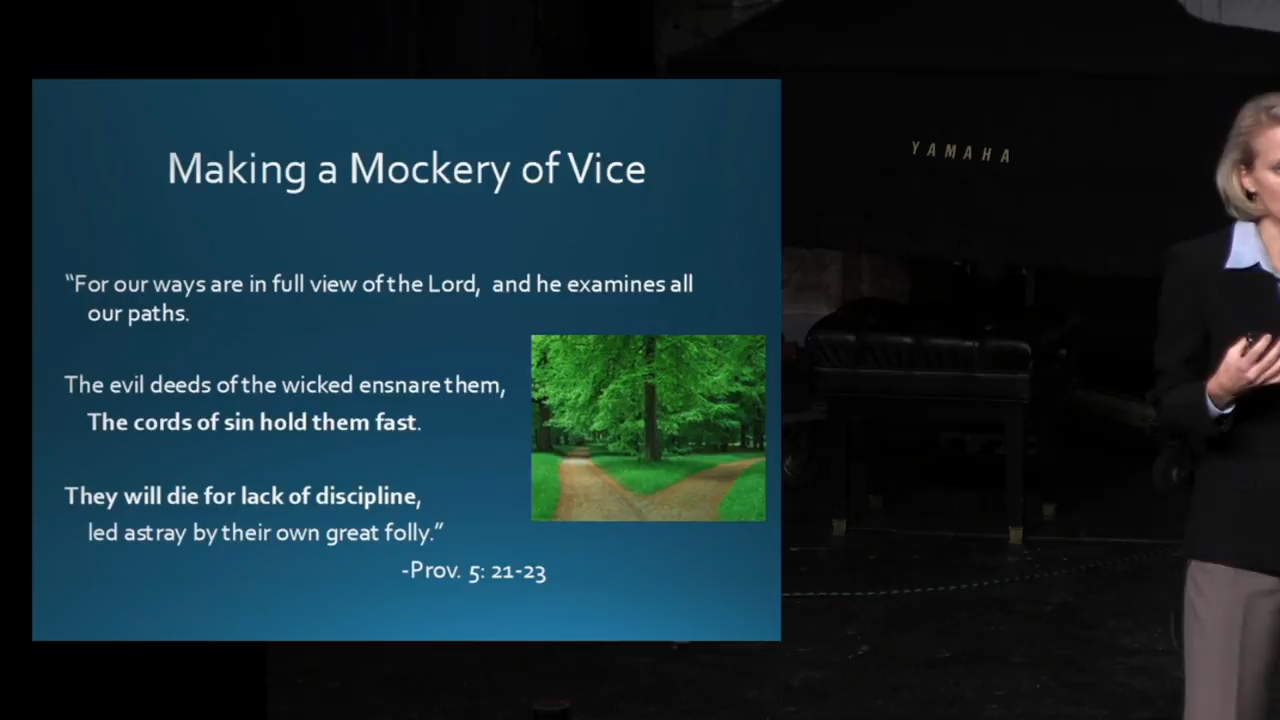 Making a Mockery of Vice
“For our ways are in full view of the Lord, and he examines all
our paths.
The evil deeds of the wicked ensnare them,
The cords of sin hold them fast.
They will die for lack of discipline,
led astray by their own great folly.”
-Prov. 5: 21-23
YAMAHA